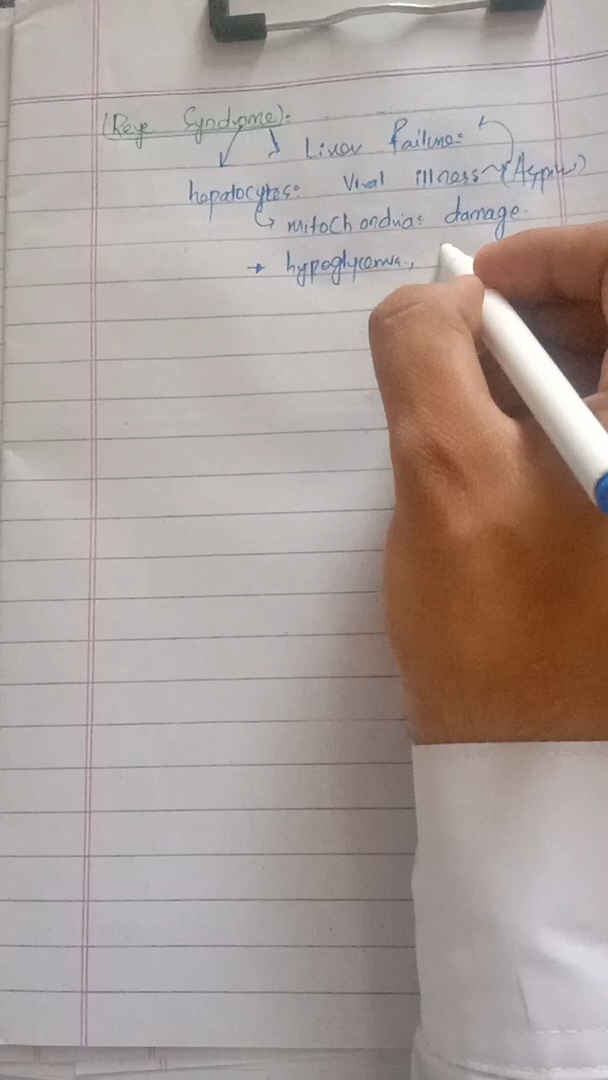 (Reye Syndrome):
Liver Failure:
hepatocytes: Viral illness (Aspirin)
mitochondria: damage.
→ hypoglycemia,